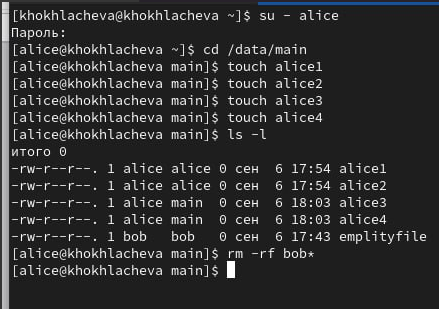 [khokhlacheva@khokhlacheva ~]$ su - alice
Пароль:
[alice@khokhlacheva ~]$ cd /data/main
[alice@khokhlacheva main]$ touch alice1
[alice@khokhlacheva main]$ touch alice2
[alice@khokhlacheva main]$ touch alice3
[alice@khokhlacheva main]$ touch alice4
[alice@khokhlacheva main]$ ls -l
итого 0
-rw-r--r--. 1 alice alice 0 сен  6 17:54 alice1
-rw-r--r--. 1 alice alice 0 сен  6 17:54 alice2
-rw-r--r--. 1 alice main  0 сен  6 18:03 alice3
-rw-r--r--. 1 alice main  0 сен  6 18:03 alice4
-rw-r--r--. 1 bob   bob   0 сен  6 17:43 emplityfile
[alice@khokhlacheva main]$ rm -rf bob*
[alice@khokhlacheva main]$